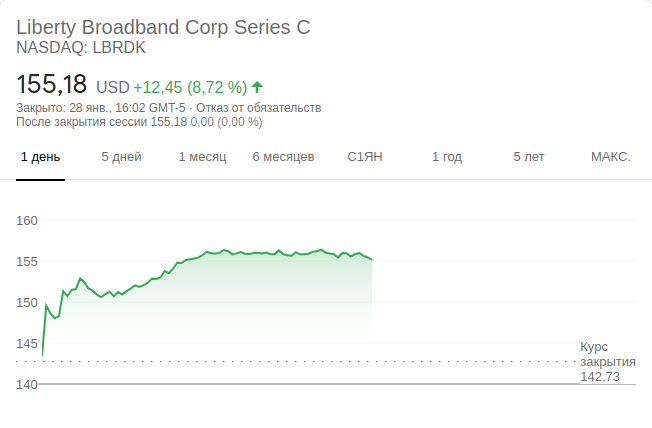 Liberty Broadband Corp Series C
NASDAQ: LBRDK
155,18 USD +12,45 (8,72 %)
Закрыто: 28 янв., 16:02 GMT-5 · Отказ от обязательств
После закрытия сессии 155,18 0,00 (0,00 %)
1 день 5 дней 1 месяц 6 месяцев С1ЯН 1 год 5 лет МАКС.
160
155
150
145
Курс
закрытия
142,73
140